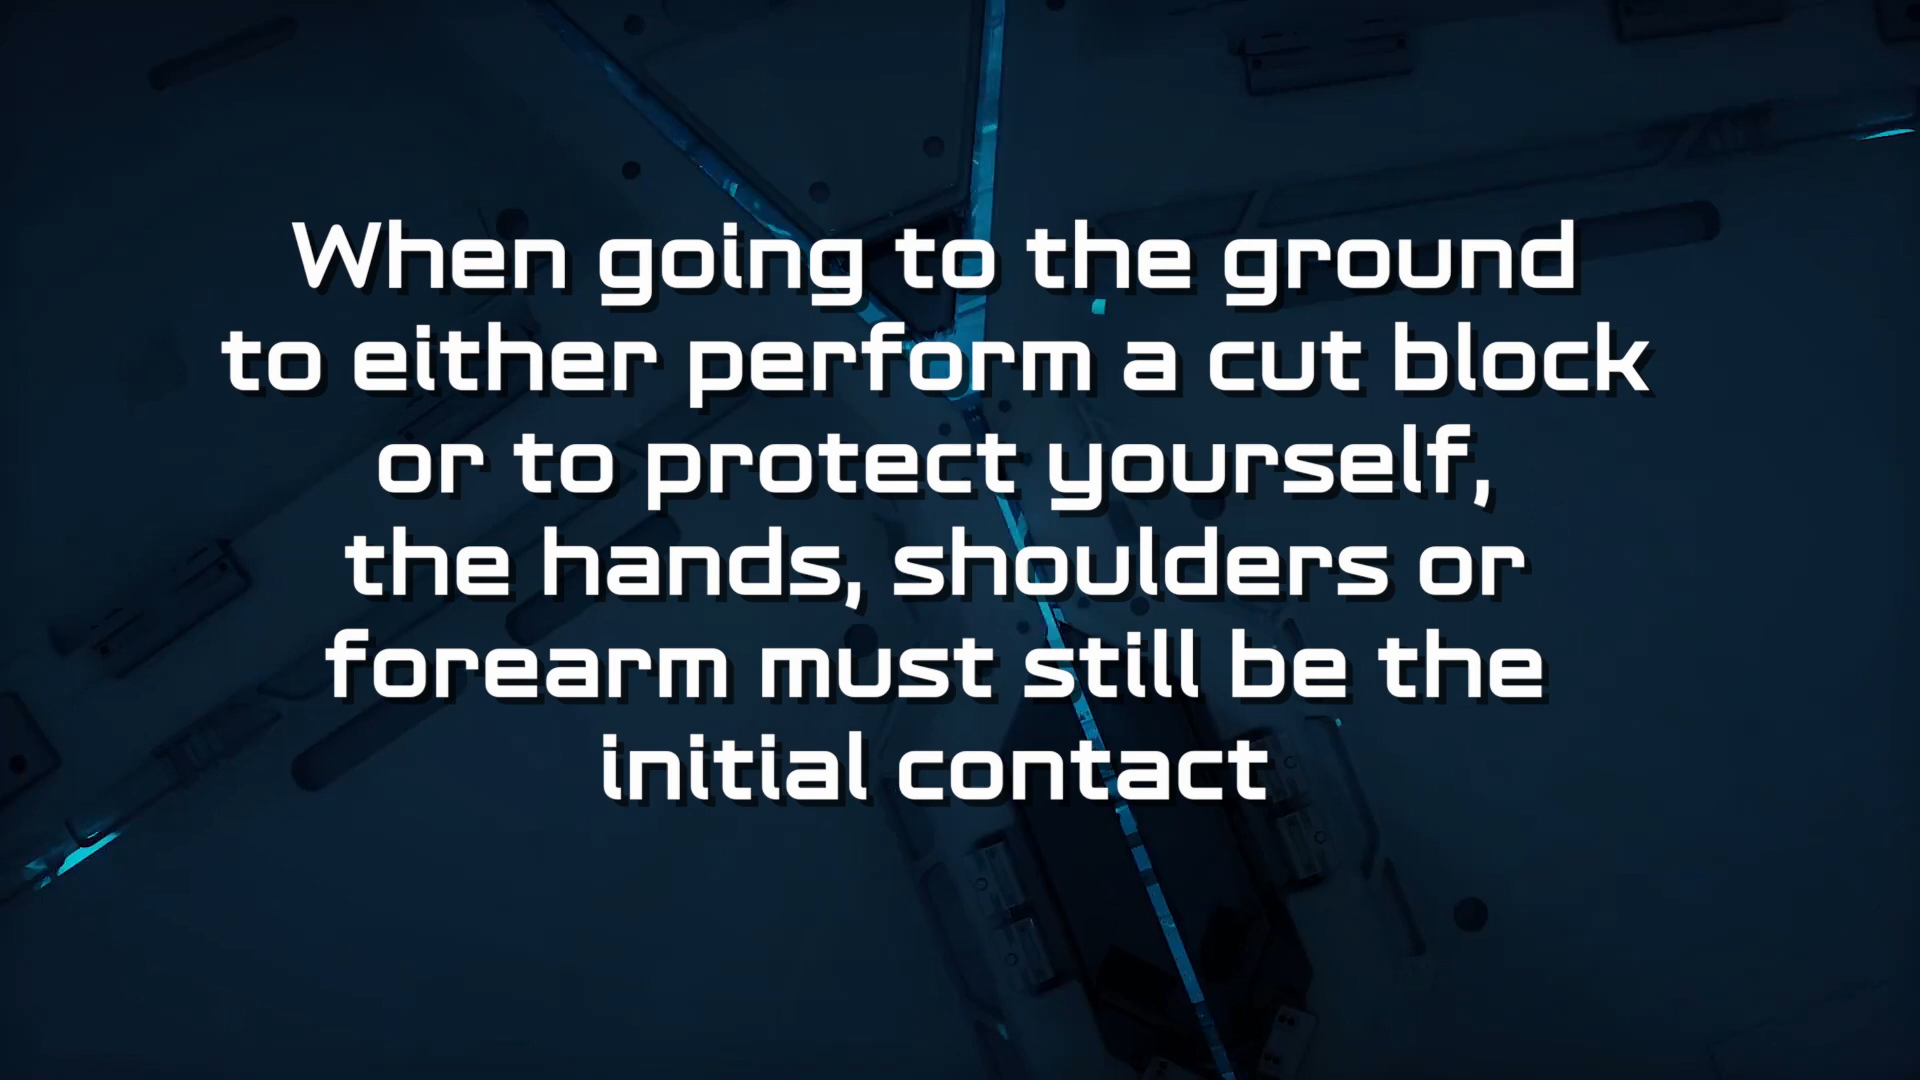 When going to the ground
to either perform a cut block
or to protect yourself,
the hands, shoulders or
forearm must still be the
initial contact